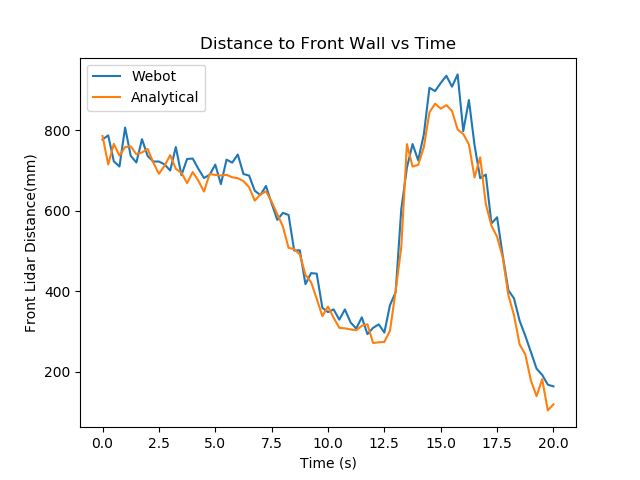 Distance to Front Wall vs Time
Webot
Analytical
Front Lidar Distance(mm)
800
600
400
200
0.0 2.5 5.0 7.5 10.0 12.5 15.0 17.5 20.0
Time (s)